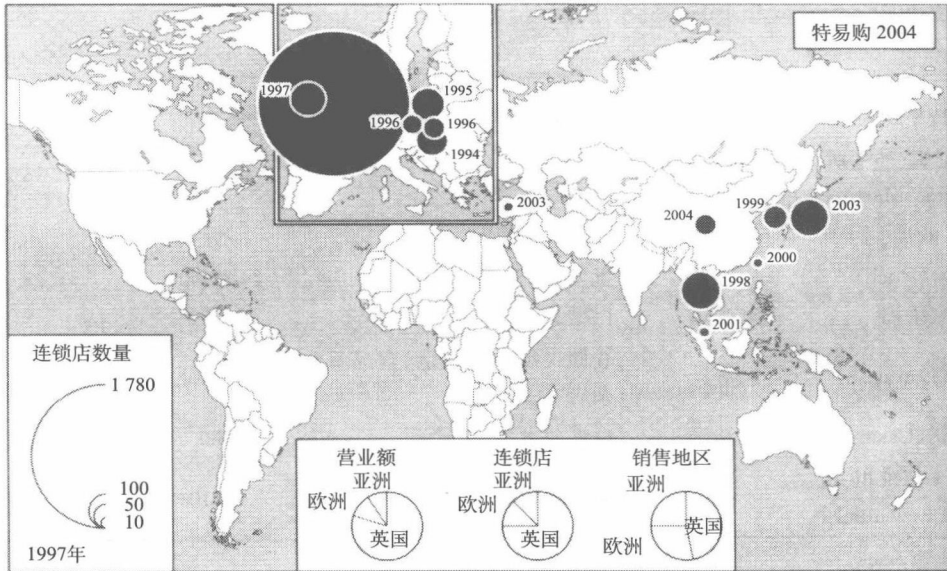 特易购 2004
1997
1995
1996
1996
1994
2003
2004
1999
2003
2000
1998
2001
连锁店数量
1 780
100
50
10
1997年
营业额
亚洲
欧洲
英国
连锁店
亚洲
欧洲
英国
销售地区
亚洲
英国
欧洲